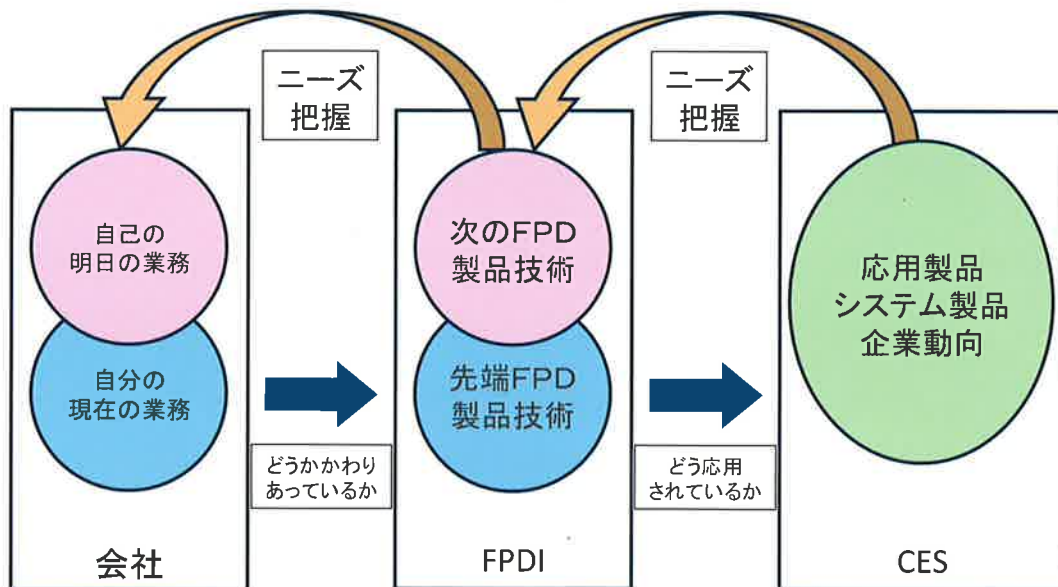 ニーズ
把握
ニーズ
把握
自己の
明日の業務
次のFPD
製品技術
応用製品
システム製品
企業動向
自分の
現在の業務
先端FPD
製品技術
どうかかわり
あっているか
どう応用
されているか
会社
FPDI
CES